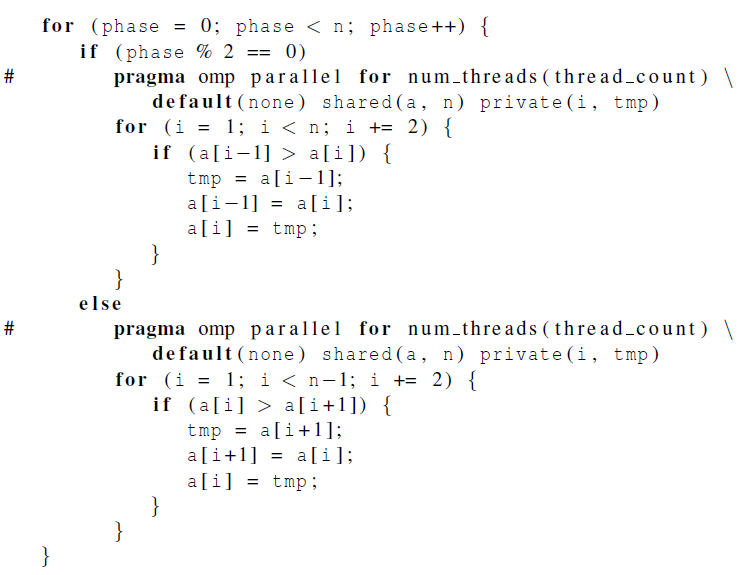 for (phase = 0; phase < n; phase++) {
    if (phase % 2 == 0)
#       pragma omp parallel for num_threads(thread_count) \
            default(none) shared(a, n) private(i, tmp)
        for (i = 1; i < n; i += 2) {
            if (a[i-1] > a[i]) {
                tmp = a[i-1];
                a[i-1] = a[i];
                a[i] = tmp;
            }
        }
    else
#       pragma omp parallel for num_threads(thread_count) \
            default(none) shared(a, n) private(i, tmp)
        for (i = 1; i < n-1; i += 2) {
            if (a[i] > a[i+1]) {
                tmp = a[i+1];
                a[i+1] = a[i];
                a[i] = tmp;
            }
        }
}